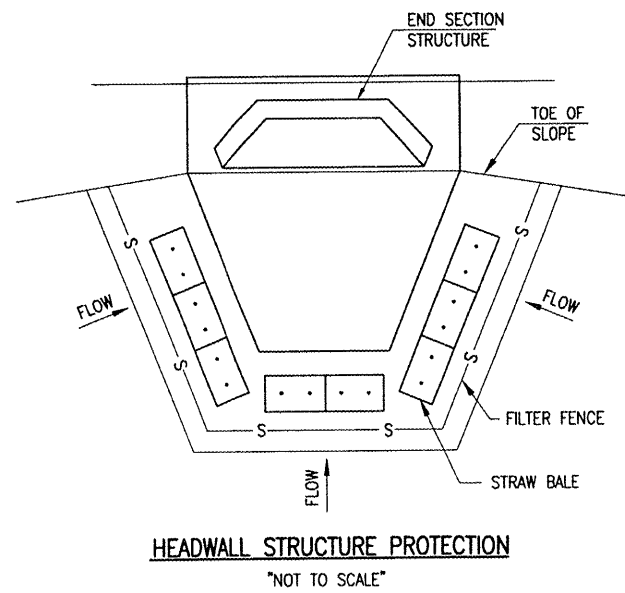 END SECTION
STRUCTURE
TOE OF
SLOPE
S
S
FLOW
FLOW
S
S
FILTER FENCE
S
S
STRAW BALE
FLOW
HEADWALL STRUCTURE PROTECTION
"NOT TO SCALE"